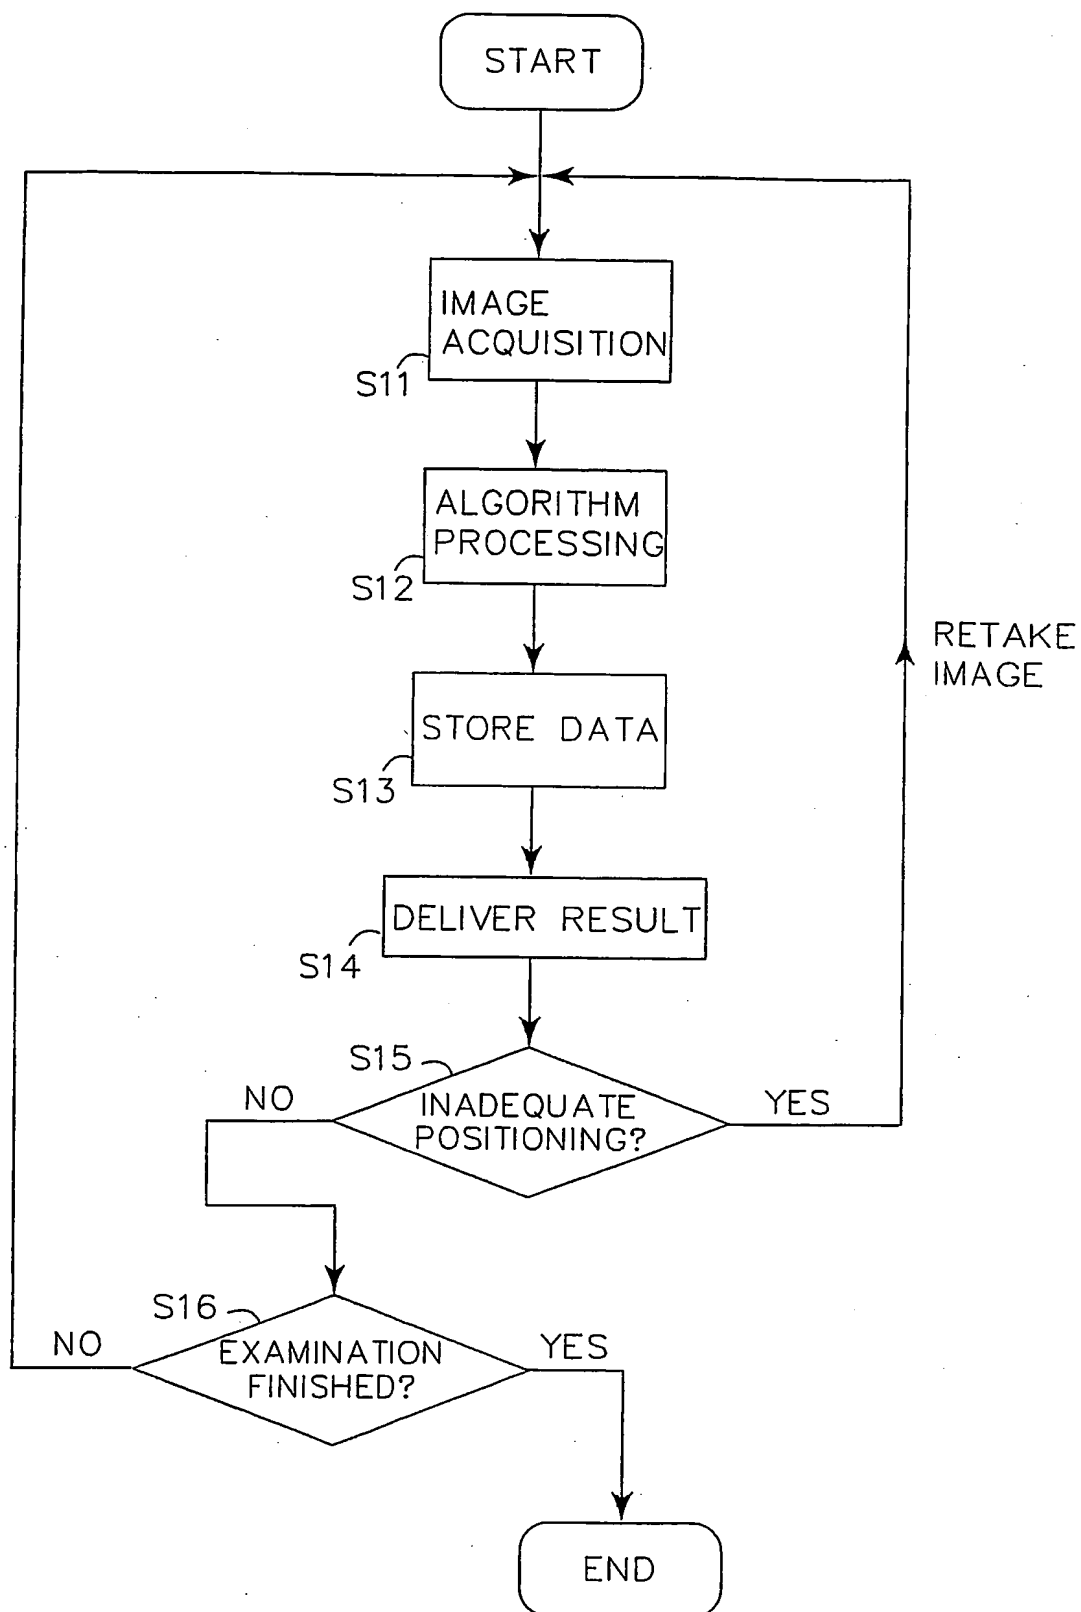 START
IMAGE
ACQUISITION
S11
ALGORITHM
PROCESSING
S12
RETAKE
IMAGE
STORE DATA
S13
DELIVER RESULT
S14
S15
NO
INADEQUATE
POSITIONING?
YES
S16
NO
EXAMINATION
FINISHED?
YES
END